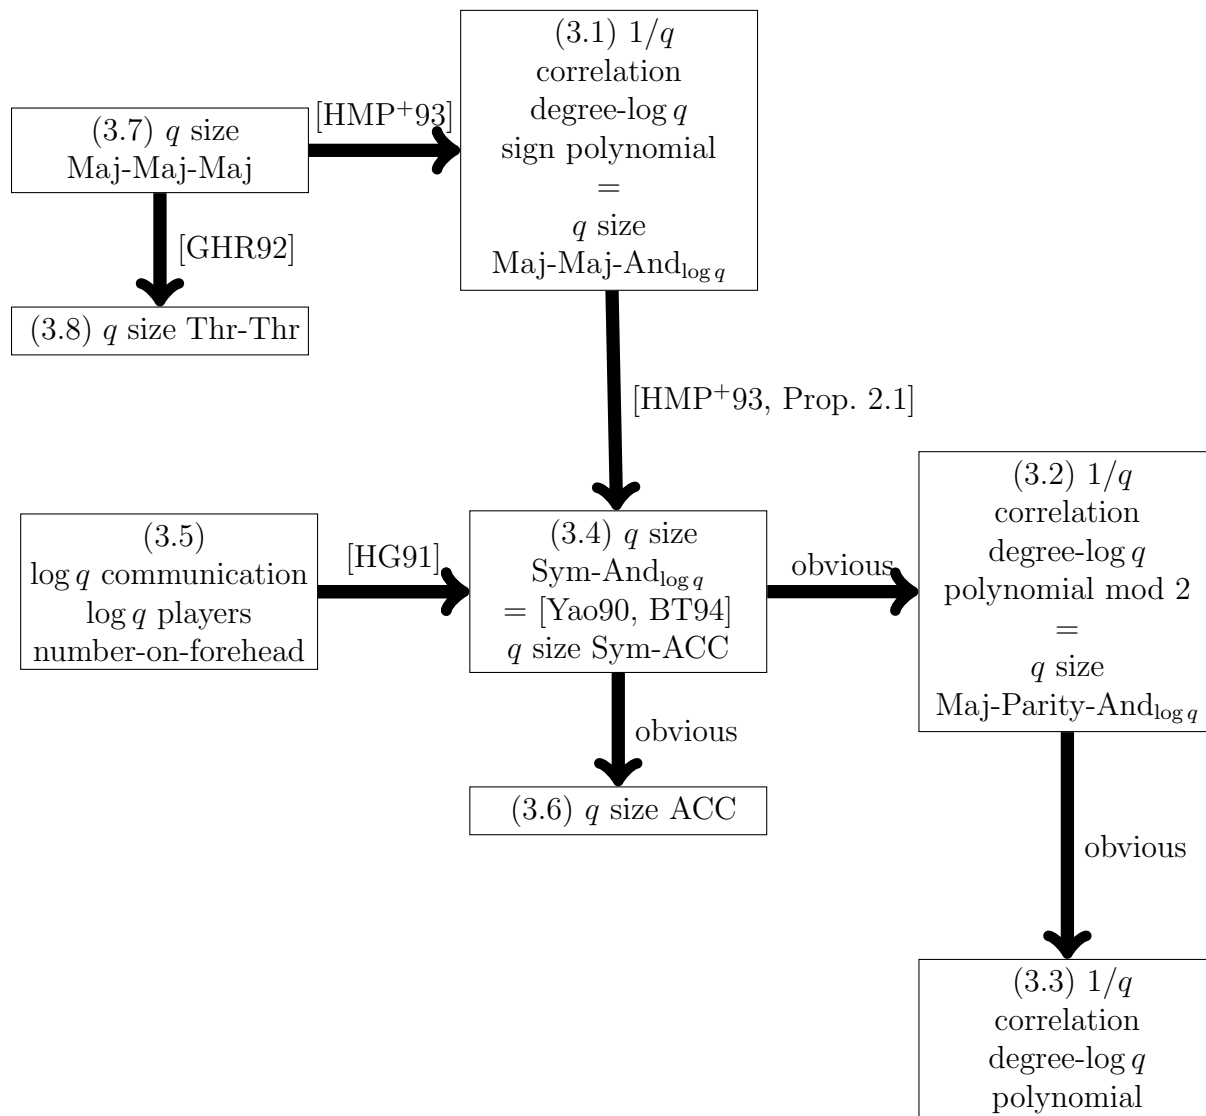 (3.1) 1/q
correlation
degree-log q
sign polynomial
=
q size
Maj-Maj-And_{log q}
[HMP⁺93]
(3.7) q size
Maj-Maj-Maj
[GHR92]
(3.8) q size Thr-Thr
[HMP⁺93, Prop. 2.1]
(3.5)
log q communication
log q players
number-on-forehead
[HG91]
(3.4) q size
Sym-And_{log q}
= [Yao90, BT94]
q size Sym-ACC
obvious
(3.2) 1/q
correlation
degree-log q
polynomial mod 2
=
q size
Maj-Parity-And_{log q}
obvious
(3.6) q size ACC
obvious
(3.3) 1/q
correlation
degree-log q
polynomial